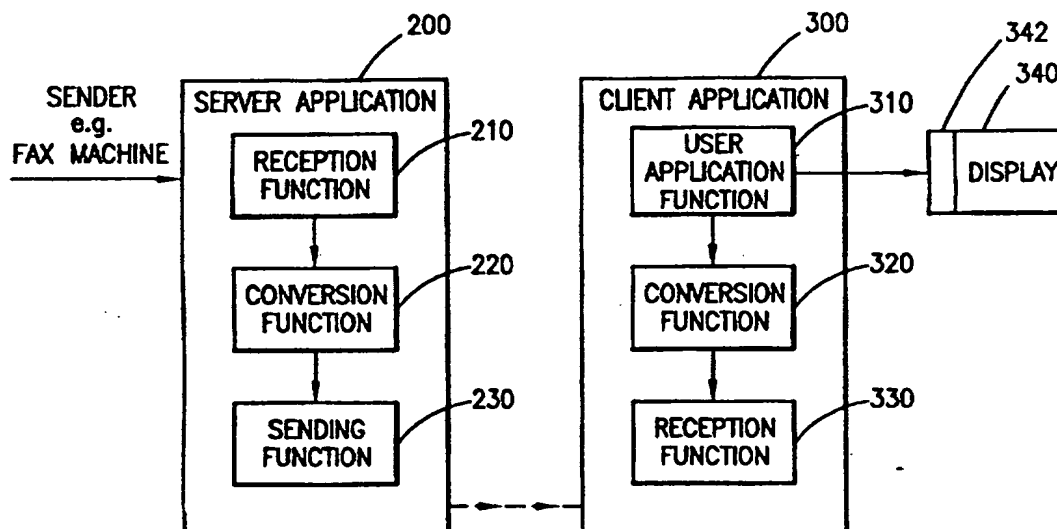 200
300
342
340
SENDER
e.g.
FAX MACHINE
SERVER APPLICATION
210
RECEPTION
FUNCTION
220
CONVERSION
FUNCTION
230
SENDING
FUNCTION
CLIENT APPLICATION
310
USER
APPLICATION
FUNCTION
320
CONVERSION
FUNCTION
330
RECEPTION
FUNCTION
DISPLAY